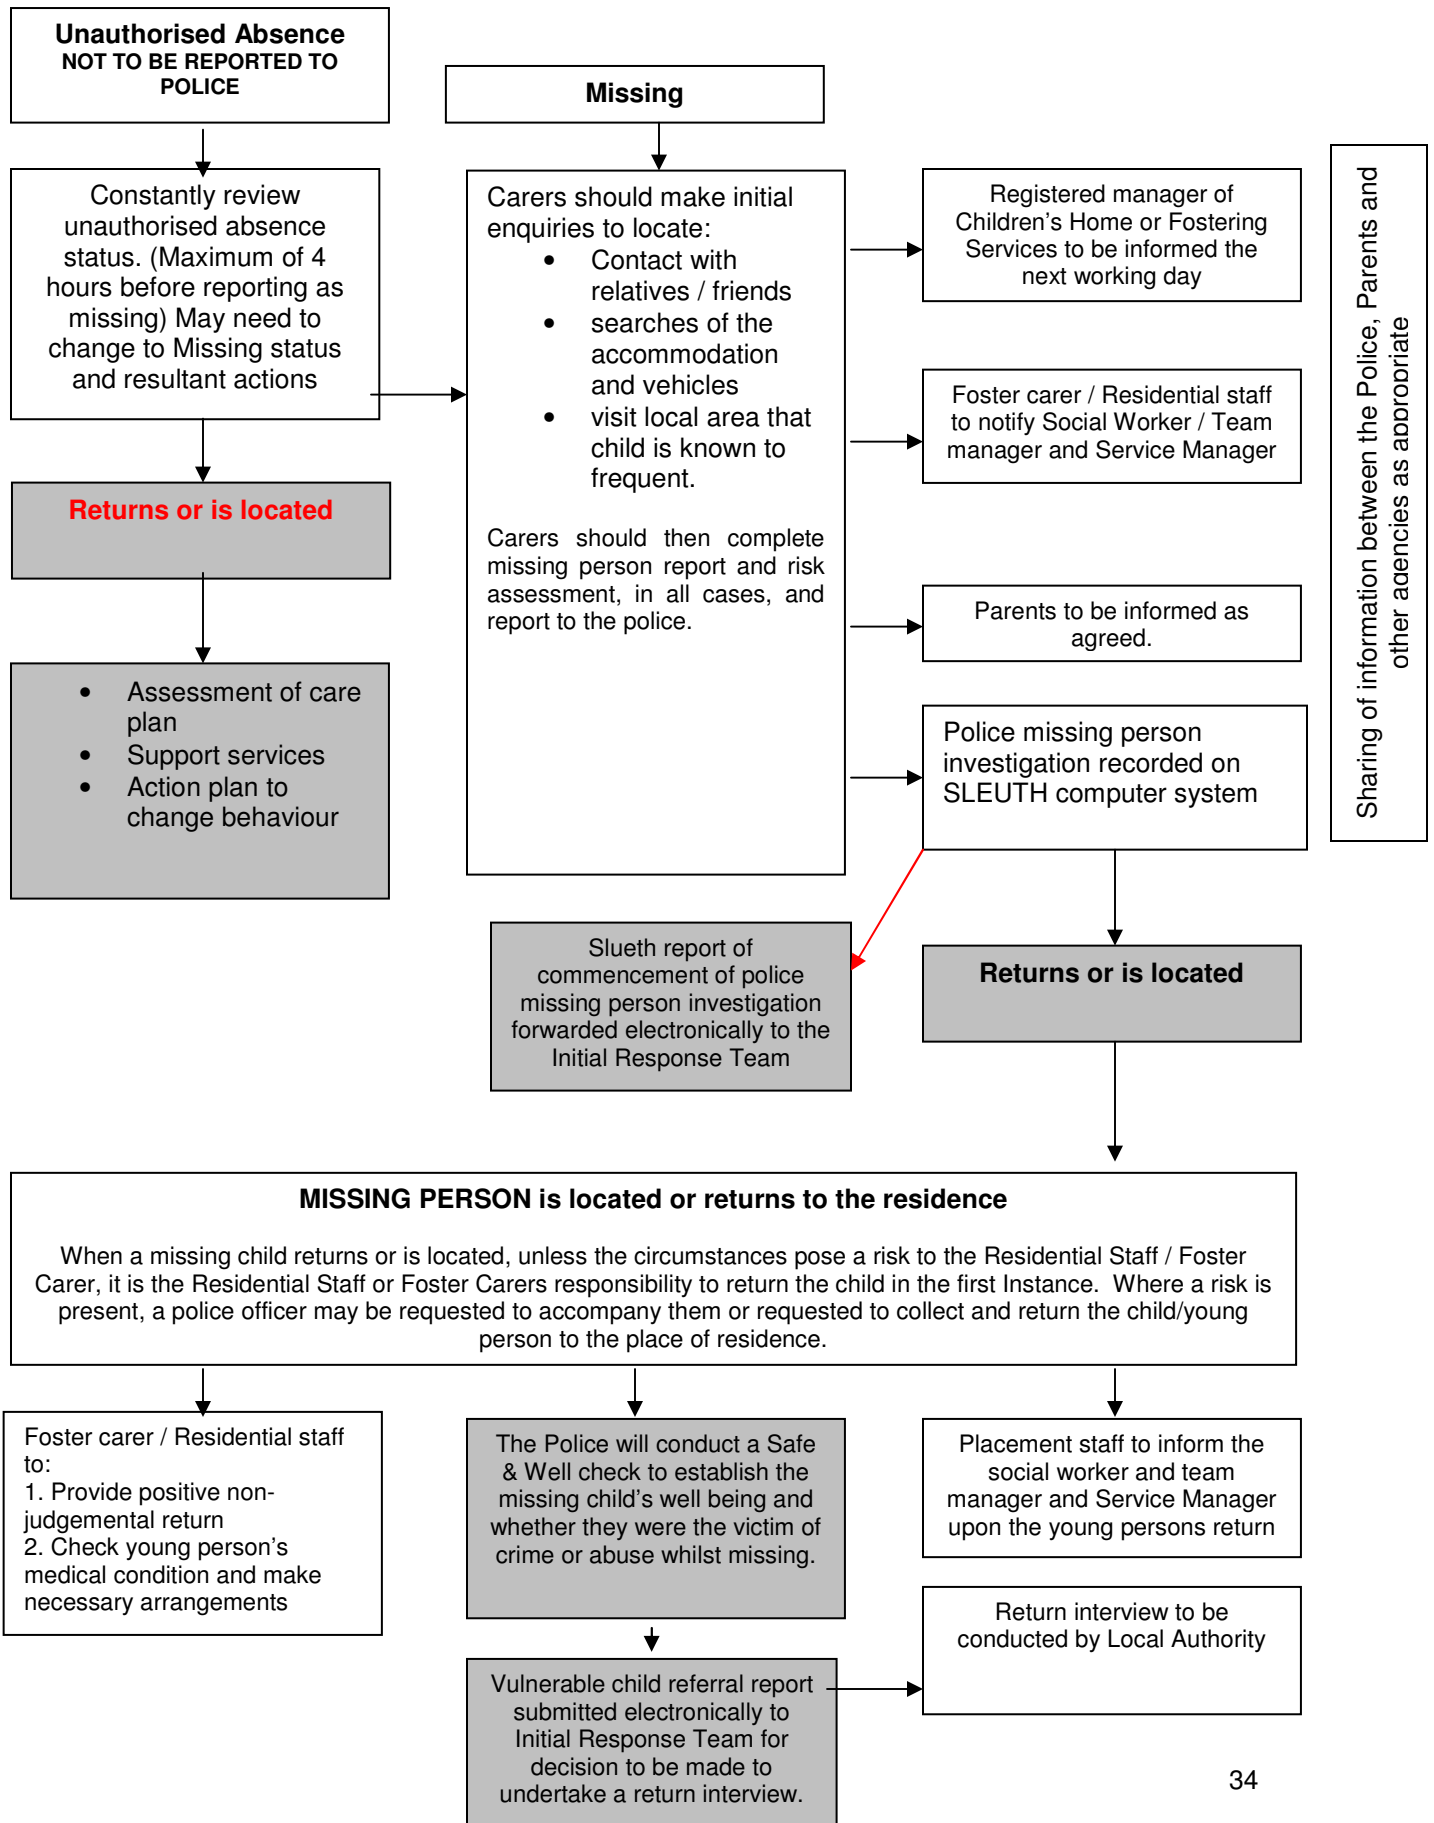 Unauthorised Absence
NOT TO BE REPORTED TO
POLICE
Missing
Constantly review
unauthorised absence
status. (Maximum of 4
hours before reporting as
missing) May need to
change to Missing status
and resultant actions
Returns or is located
• Assessment of care
plan
• Support services
• Action plan to
change behaviour
Carers should make initial
enquiries to locate:
• Contact with
relatives / friends
• searches of the
accommodation
and vehicles
• visit local area that
child is known to
frequent.
Carers should then complete
missing person report and risk
assessment, in all cases, and
report to the police.
Registered manager of
Children's Home or Fostering
Services to be informed the
next working day
Foster carer / Residential staff
to notify Social Worker / Team
manager and Service Manager
Parents to be informed as
agreed.
Police missing person
investigation recorded on
SLEUTH computer system
Sharing of information between the Police, Parents and
other agencies as appropriate
Slueth report of
commencement of police
missing person investigation
forwarded electronically to the
Initial Response Team
Returns or is located
MISSING PERSON is located or returns to the residence
When a missing child returns or is located, unless the circumstances pose a risk to the Residential Staff / Foster
Carer, it is the Residential Staff or Foster Carers responsibility to return the child in the first Instance. Where a risk is
present, a police officer may be requested to accompany them or requested to collect and return the child/young
person to the place of residence.
Foster carer / Residential staff
to:
1. Provide positive non-
judgemental return
2. Check young person's
medical condition and make
necessary arrangements
The Police will conduct a Safe
& Well check to establish the
missing child's well being and
whether they were the victim of
crime or abuse whilst missing.
Placement staff to inform the
social worker and team
manager and Service Manager
upon the young persons return
Vulnerable child referral report
submitted electronically to
Initial Response Team for
decision to be made to
undertake a return interview.
Return interview to be
conducted by Local Authority
34